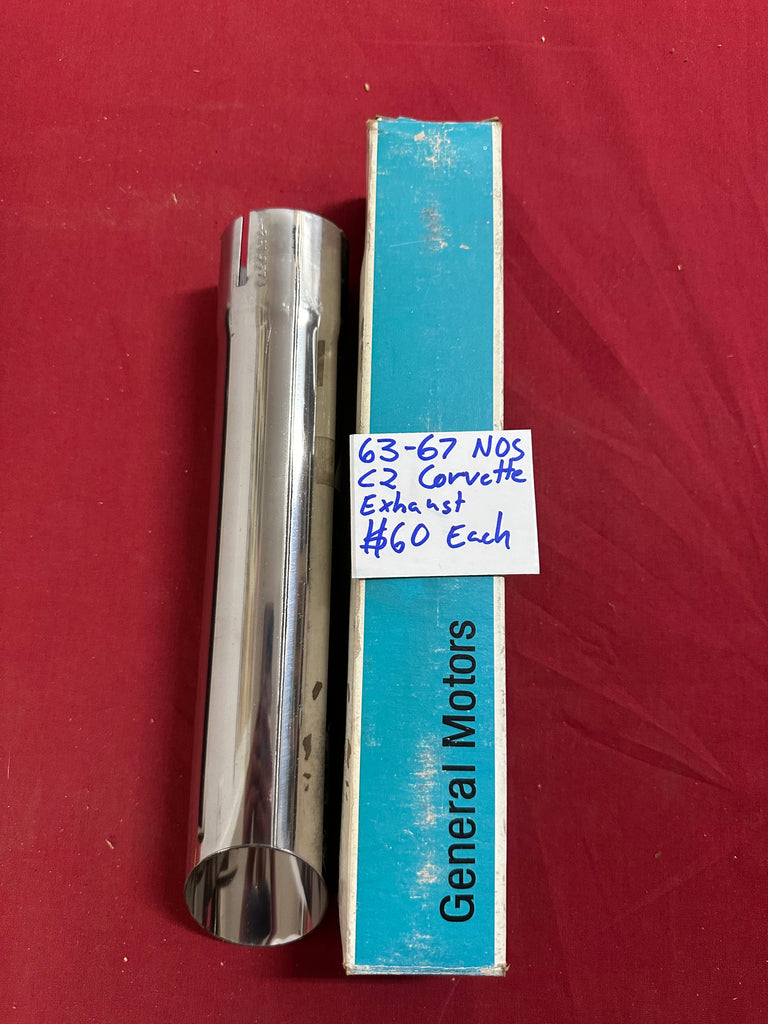 63-67 NOS
C2 Corvette
Exhaust
$60 Each
General Motors